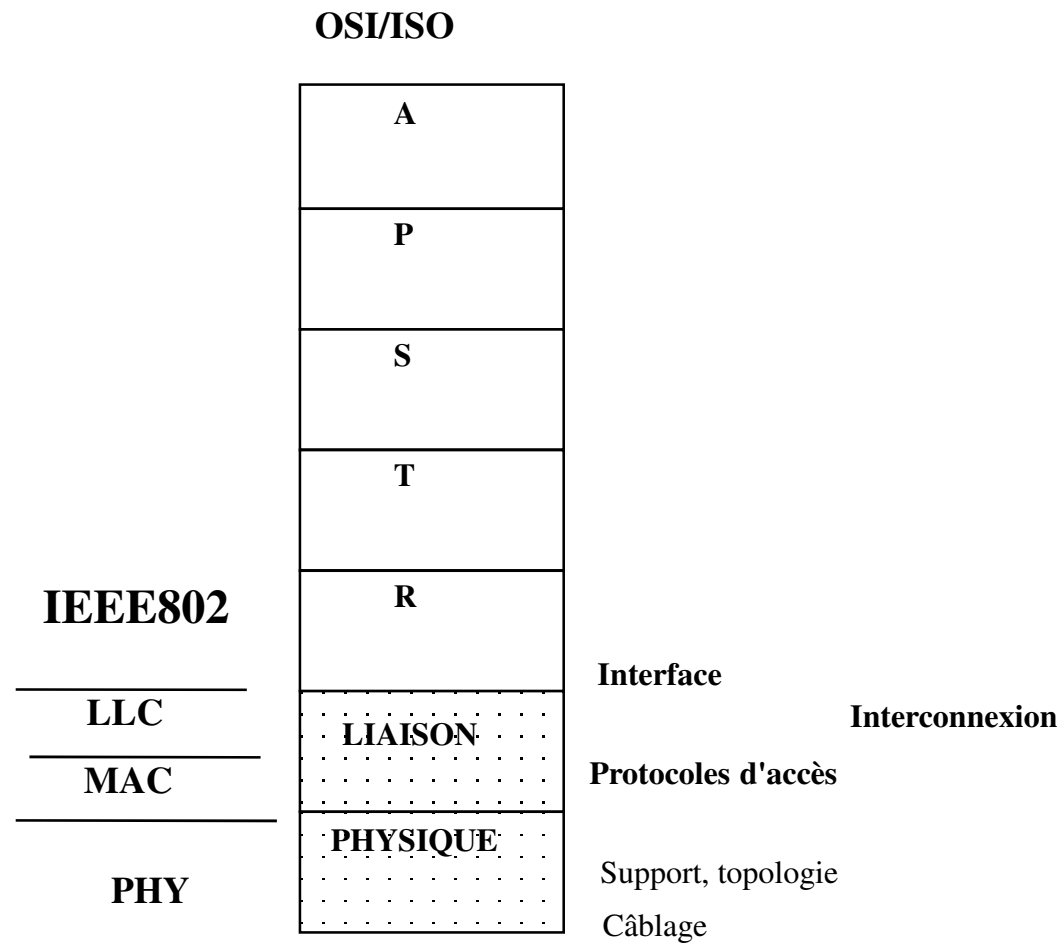 OSI/ISO
A
P
S
T
R
IEEE802
Interface
LLC
LIAISON
Interconnexion
MAC
Protocoles d'accès
PHYSIQUE
PHY
Support, topologie
Câblage